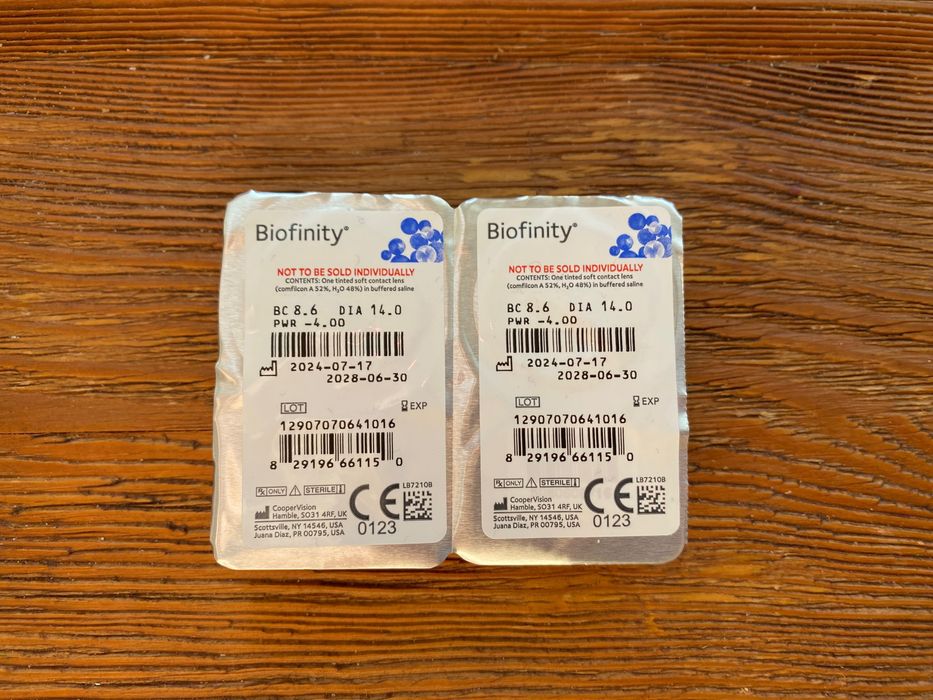 Biofinity®
NOT TO BE SOLD INDIVIDUALLY
CONTENTS: One tinted soft contact lens
(comfilcon A 52%, H₂O 48%) in buffered saline
BC 8.6 DIA 14.0
PWR -4.00
2024-07-17
2028-06-30
LOT
EXP
12907070641016
8 29196 66115 0
Rx ONLY STERILE
LB7210B
CooperVision
Hamble, SO31 4RF, UK
Scottsville, NY 14546, USA
Juana Diaz, PR 00795, USA
CE
0123
Biofinity®
NOT TO BE SOLD INDIVIDUALLY
CONTENTS: One tinted soft contact lens
(comfilcon A 52%, H₂O 48%) in buffered saline
BC 8.6 DIA 14.0
PWR -4.00
2024-07-17
2028-06-30
LOT
EXP
12907070641016
8 29196 66115 0
Rx ONLY STERILE
LB7210B
CooperVision
Hamble, SO31 4RF, UK
Scottsville, NY 14546, USA
Juana Diaz, PR 00795, USA
CE
0123